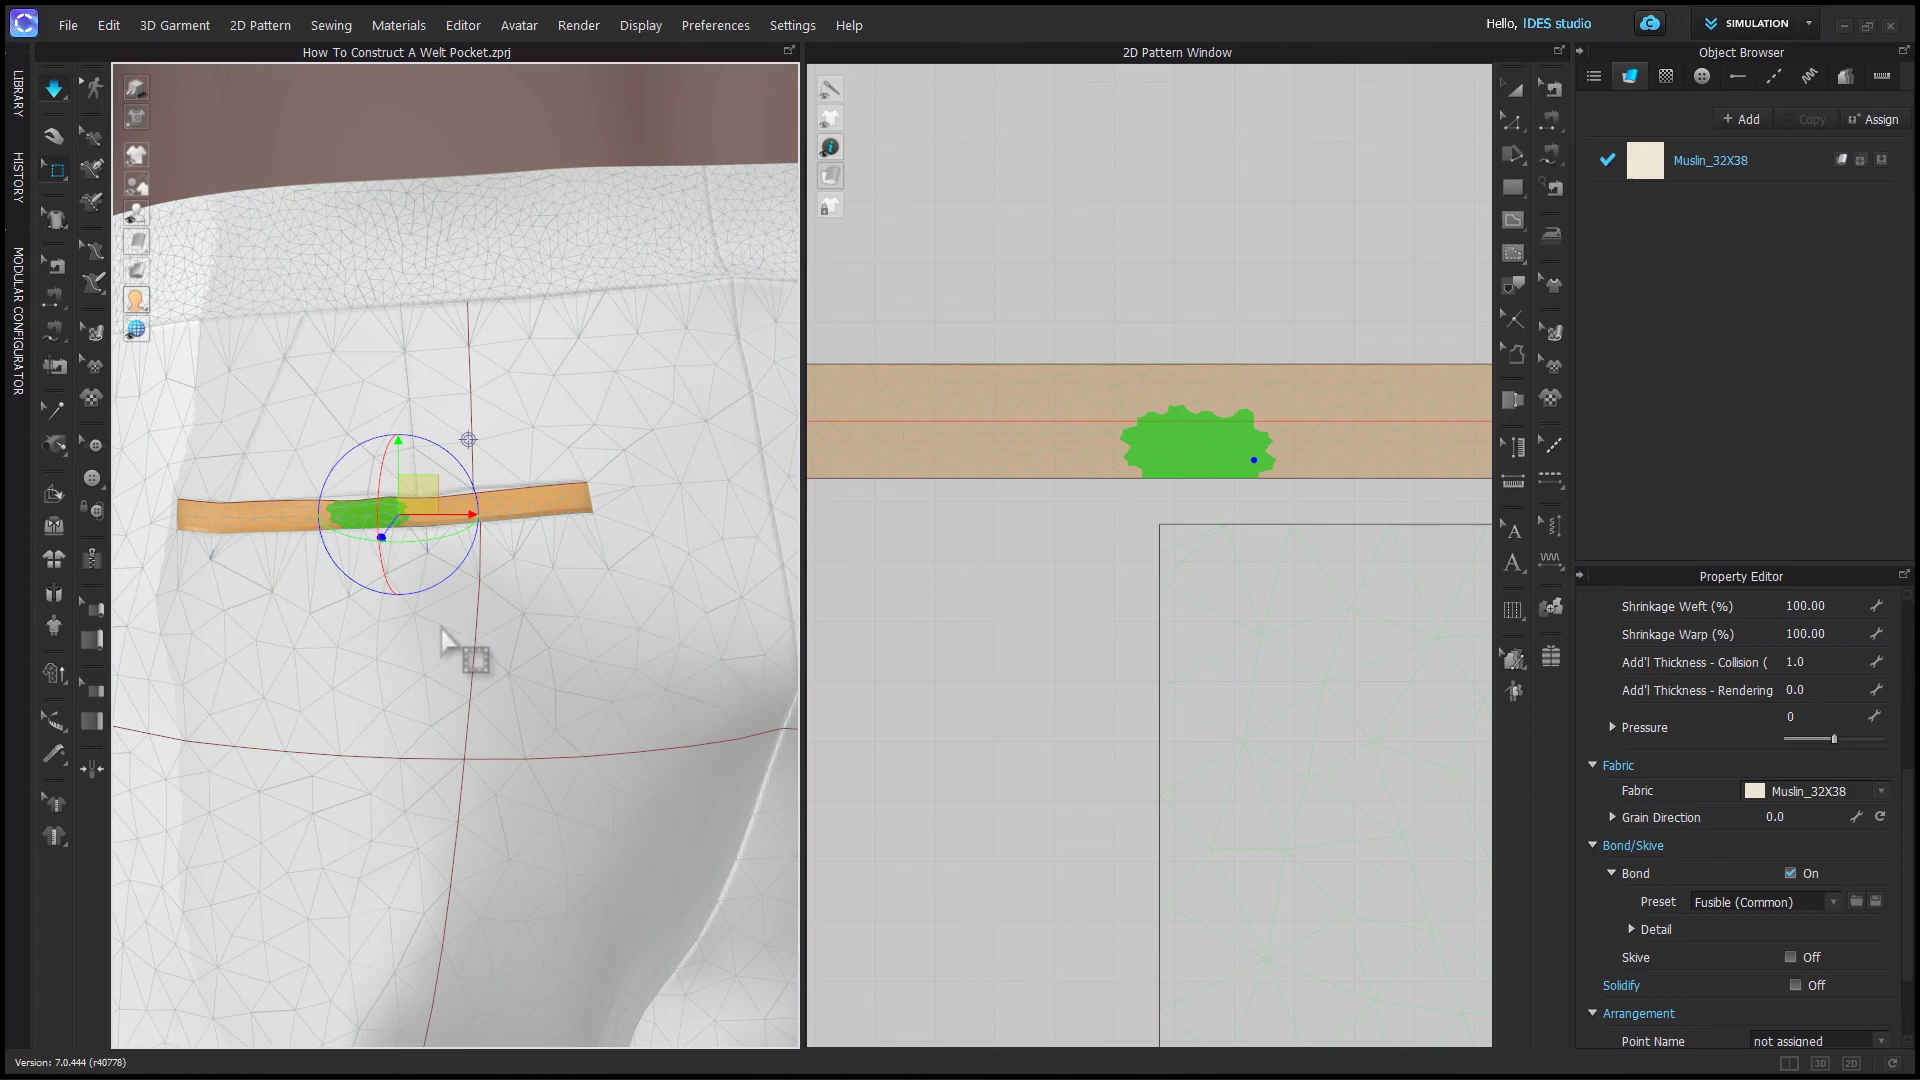 File Edit 3D Garment 2D Pattern Sewing Materials Editor Avatar Render Display Preferences Settings Help
Hello, IDES studio
SIMULATION
How To Construct A Welt Pocket.zprj
2D Pattern Window
Object Browser
LIBRARY
HISTORY
MODULAR CONFIGURATOR
+ Add Copy Assign
Muslin_32X38
Property Editor
Shrinkage Weft (%) 100.00
Shrinkage Warp (%) 100.00
Add'l Thickness - Collision ( 1.0
Add'l Thickness - Rendering 0.0
Pressure 0
Fabric
Fabric Muslin_32X38
Grain Direction 0.0
Bond/Skive
Bond On
Preset Fusible (Common)
Detail
Skive Off
Solidify Off
Arrangement
Point Name not assigned
Version: 7.0.444 (r40778)
3D 2D